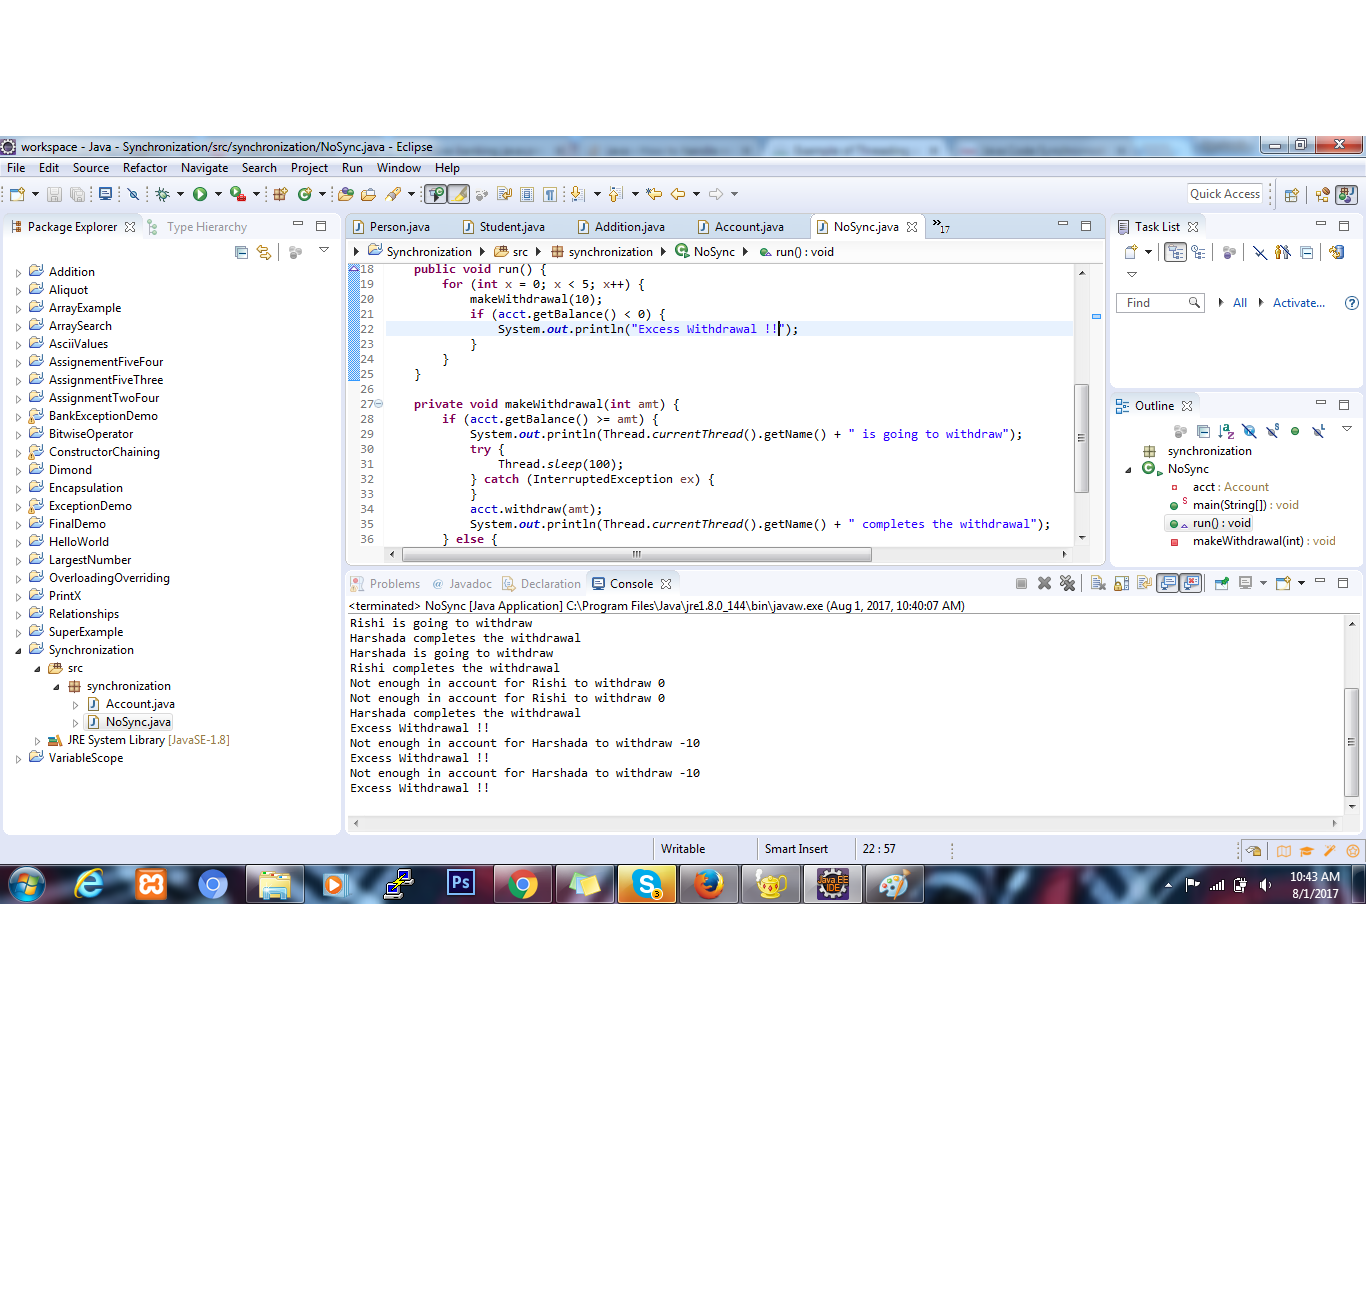 workspace - Java - Synchronization/src/synchronization/NoSync.java - Eclipse
File Edit Source Refactor Navigate Search Project Run Window Help
Quick Access
Package Explorer Type Hierarchy
Addition
Aliquot
ArrayExample
ArraySearch
AsciiValues
AssignementFiveFour
AssignmentFiveThree
AssignmentTwoFour
BankExceptionDemo
BitwiseOperator
ConstructorChaining
Dimond
Encapsulation
ExceptionDemo
FinalDemo
HelloWorld
LargestNumber
OverloadingOverriding
PrintX
Relationships
SuperExample
Synchronization
src
synchronization
Account.java
NoSync.java
JRE System Library [JavaSE-1.8]
VariableScope
Person.java Student.java Addition.java Account.java NoSync.java »17
Synchronization src synchronization NoSync run() : void
18 public void run() {
19 for (int x = 0; x < 5; x++) {
20 makeWithdrawal(10);
21 if (acct.getBalance() < 0) {
22 System.out.println("Excess Withdrawal !!");
23 }
24 }
25 }
26
27 private void makeWithdrawal(int amt) {
28 if (acct.getBalance() >= amt) {
29 System.out.println(Thread.currentThread().getName() + " is going to withdraw");
30 try {
31 Thread.sleep(100);
32 } catch (InterruptedException ex) {
33 }
34 acct.withdraw(amt);
35 System.out.println(Thread.currentThread().getName() + " completes the withdrawal");
36 } else {
Task List
Find All Activate...
Outline
synchronization
NoSync
acct : Account
main(String[]) : void
run() : void
makeWithdrawal(int) : void
Problems @ Javadoc Declaration Console
<terminated> NoSync [Java Application] C:\Program Files\Java\jre1.8.0_144\bin\javaw.exe (Aug 1, 2017, 10:40:07 AM)
Rishi is going to withdraw
Harshada completes the withdrawal
Harshada is going to withdraw
Rishi completes the withdrawal
Not enough in account for Rishi to withdraw 0
Not enough in account for Rishi to withdraw 0
Harshada completes the withdrawal
Excess Withdrawal !!
Not enough in account for Harshada to withdraw -10
Excess Withdrawal !!
Not enough in account for Harshada to withdraw -10
Excess Withdrawal !!
Writable Smart Insert 22 : 57
Ps
S 3
Java EE IDE
10:43 AM
8/1/2017